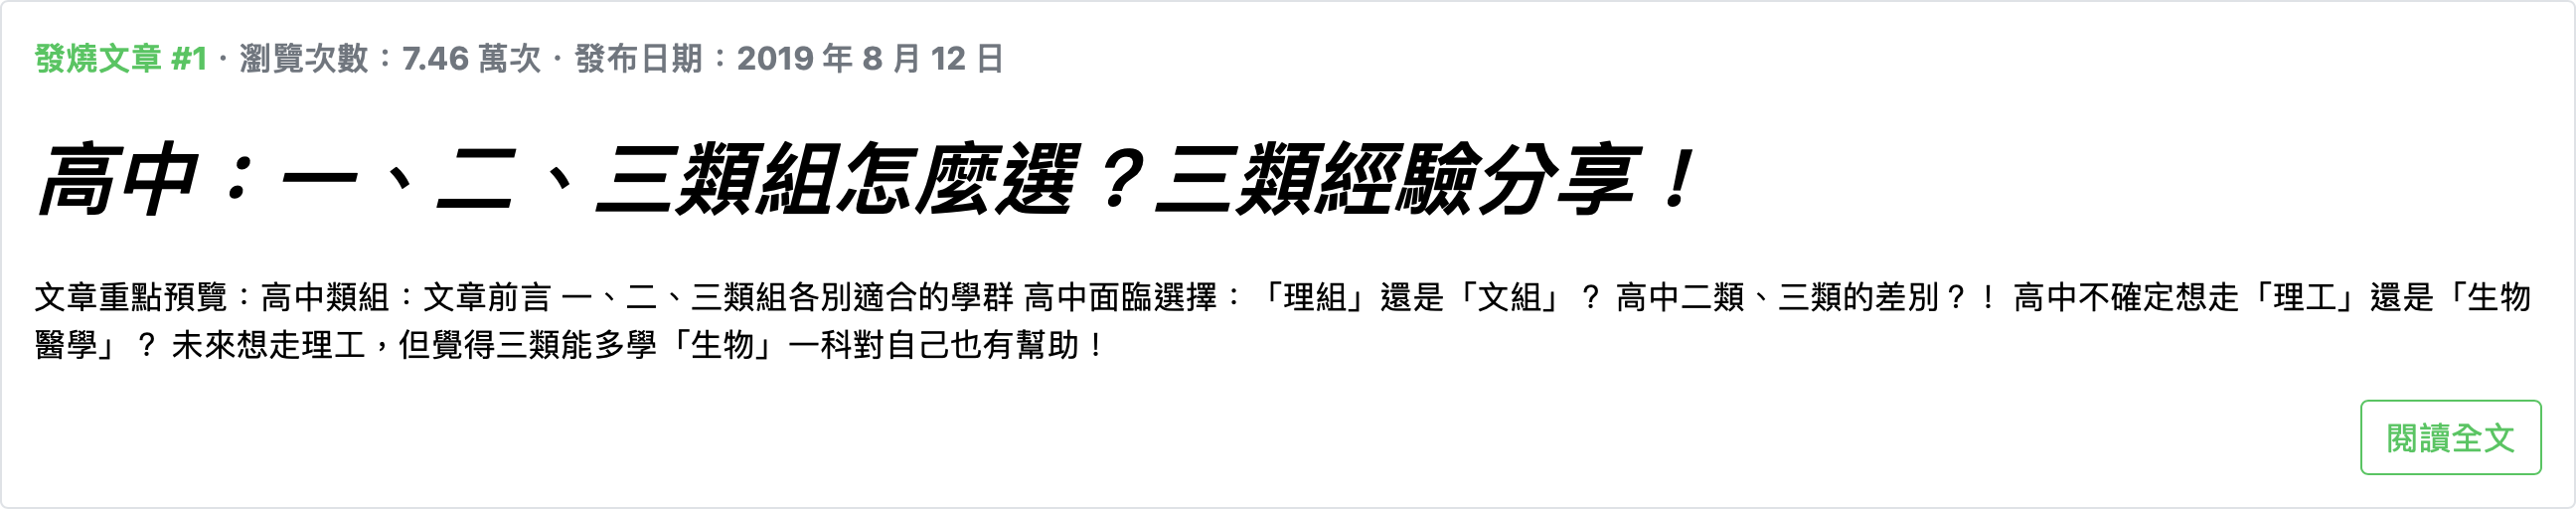 發燒文章 #1 · 瀏覽次數：7.46 萬次 · 發布日期：2019 年 8 月 12 日
高中：一、二、三類組怎麼選？三類經驗分享！
文章重點預覽：高中類組：文章前言 一、二、三類組各別適合的學群 高中面臨選擇：「理組」還是「文組」？ 高中二類、三類的差別？！ 高中不確定想走「理工」還是「生物
醫學」？ 未來想走理工，但覺得三類能多學「生物」一科對自己也有幫助！
閱讀全文